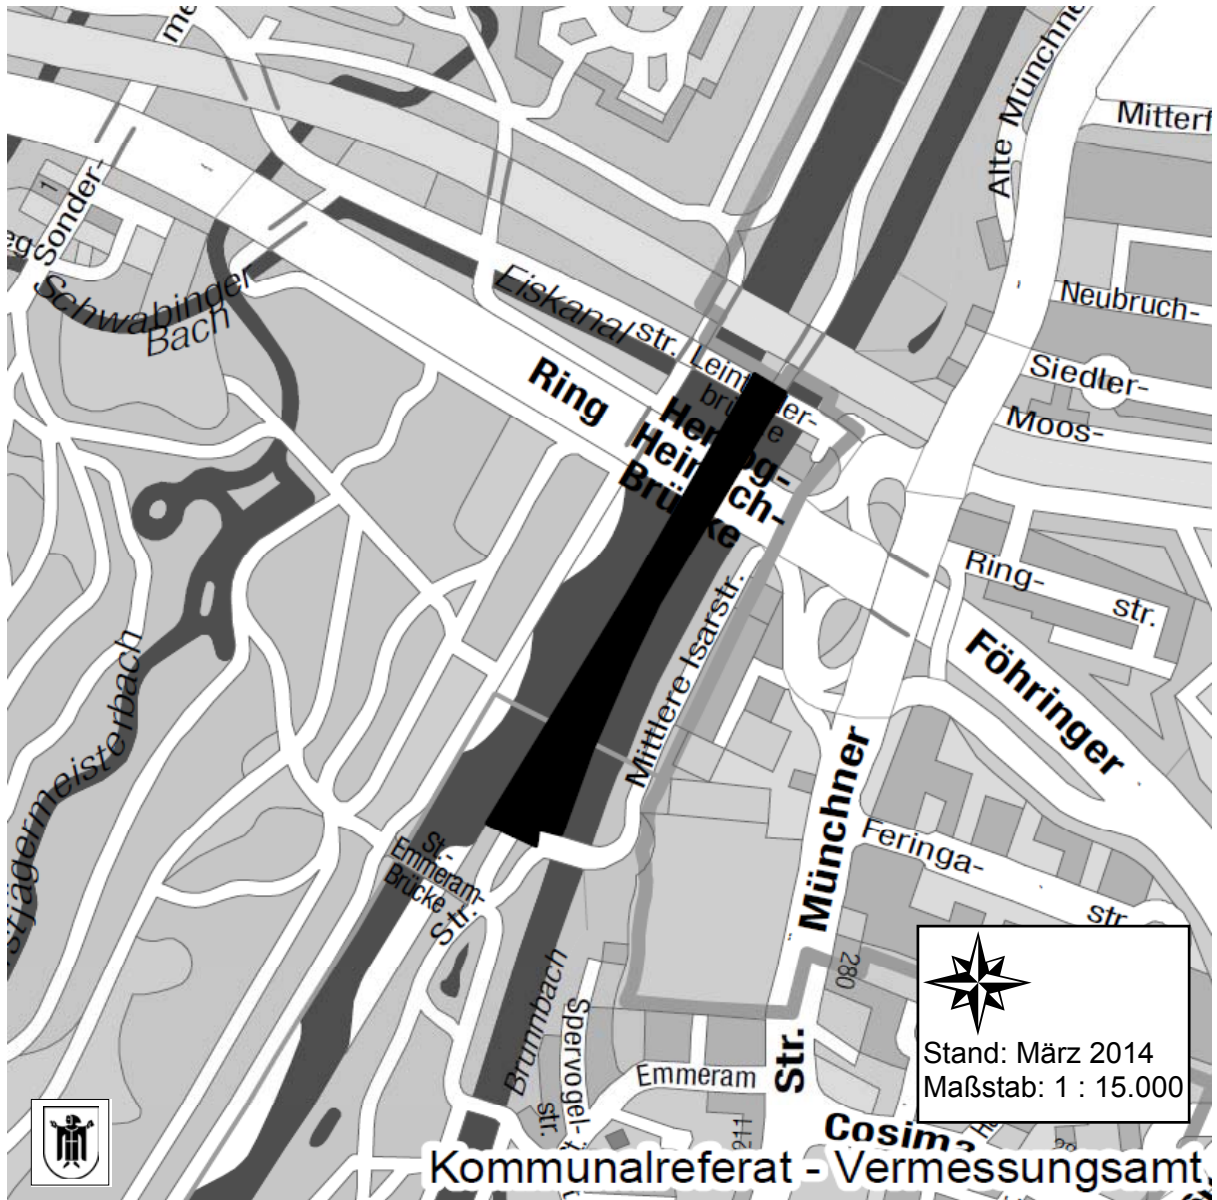 Alte Münchne
Mitterf
Sonder-
1
Schwabinger
Bach
Neubruch-
Eiskanal
str.
Siedler-
Moos-
Ring
Ring-
str.
Mittlere Isarstr.
Föhringer
Münchner
Str.
Feringa-
str.
St.-
Emmeram-
Brücke
Str.
280
Brunnbach
Spervogel-
str.
Emmeram
Cosima
Stand: März 2014
Maßstab: 1 : 15.000
Kommunalreferat - Vermessungsamt